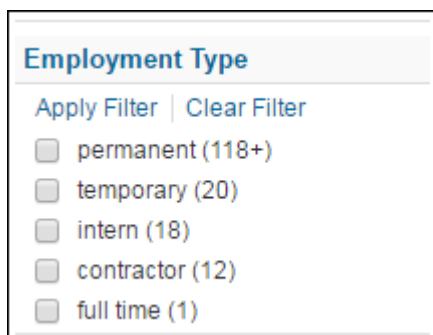 Employment Type
Apply Filter | Clear Filter
permanent (118+)
temporary (20)
intern (18)
contractor (12)
full time (1)